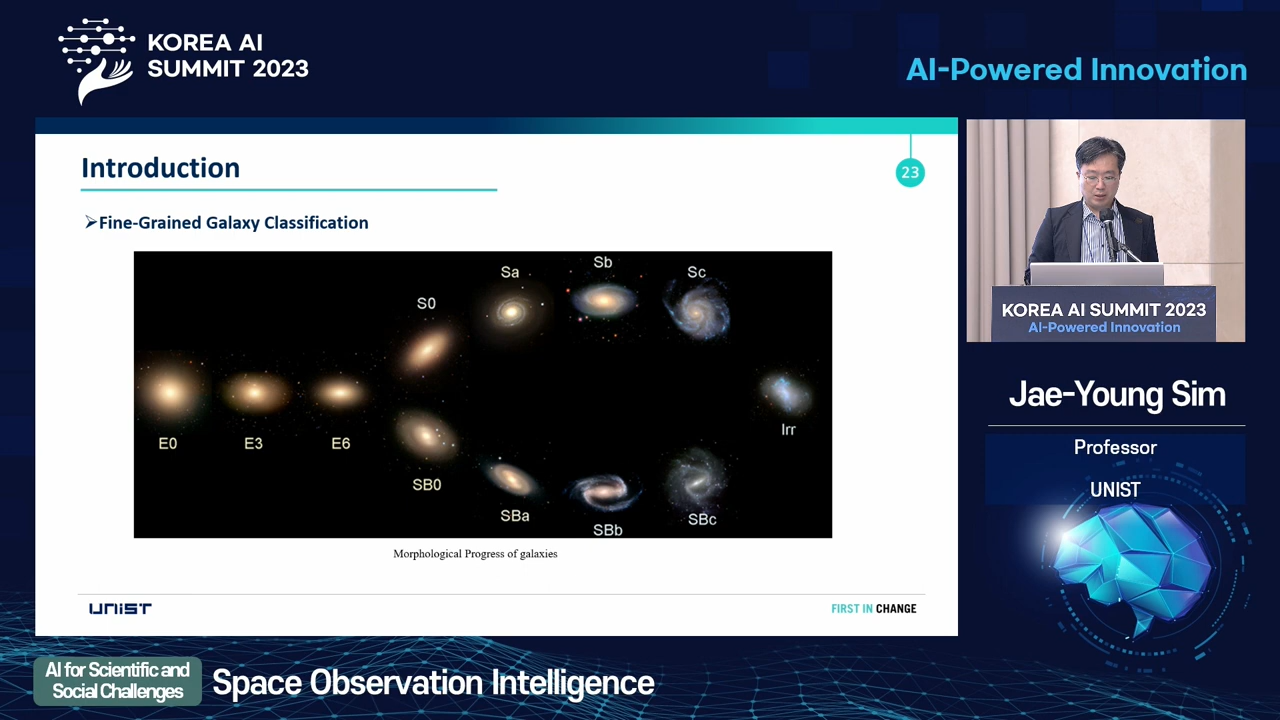 KOREA AI
SUMMIT 2023
AI-Powered Innovation
Introduction
23
➢Fine-Grained Galaxy Classification
E0
E3
E6
S0
SB0
Sa
Sb
Sc
SBa
SBb
SBc
Irr
Morphological Progress of galaxies
UNIST
FIRST IN CHANGE
KOREA AI SUMMIT 2023
AI-Powered Innovation
Jae-Young Sim
Professor
UNIST
AI for Scientific and
Social Challenges
Space Observation Intelligence